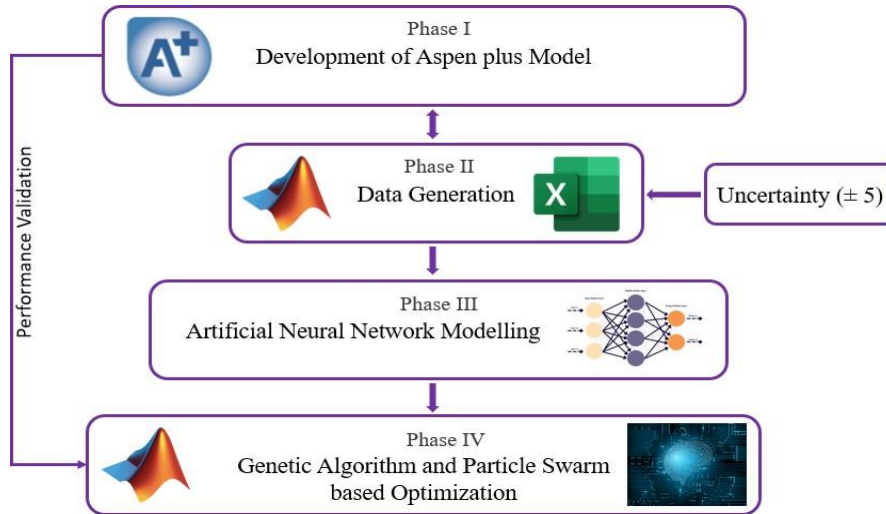 Phase I
Development of Aspen plus Model
A+
Performance Validation
Phase II
Data Generation
X
Uncertainty (± 5)
Phase III
Artificial Neural Network Modelling
Phase IV
Genetic Algorithm and Particle Swarm
based Optimization